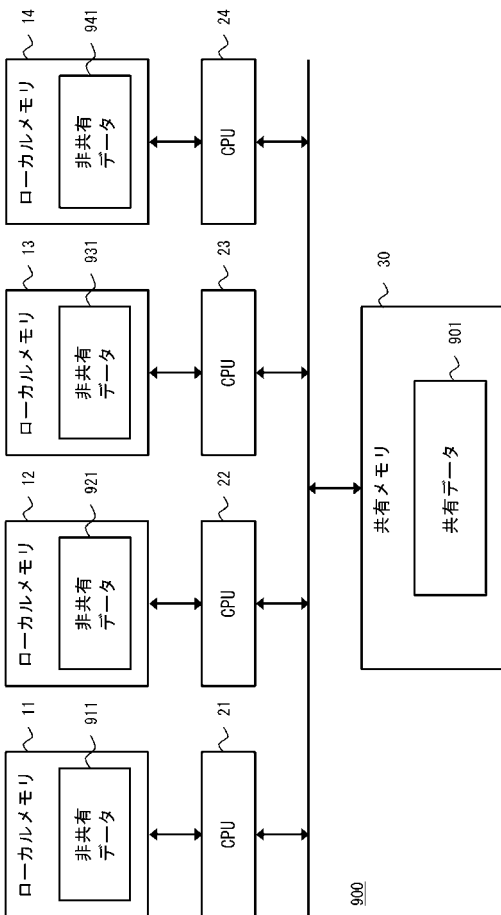 11
ローカルメモリ
911
非共有
データ
12
ローカルメモリ
921
非共有
データ
13
ローカルメモリ
931
非共有
データ
14
ローカルメモリ
941
非共有
データ
21
CPU
22
CPU
23
CPU
24
CPU
30
共有メモリ
901
共有データ
900